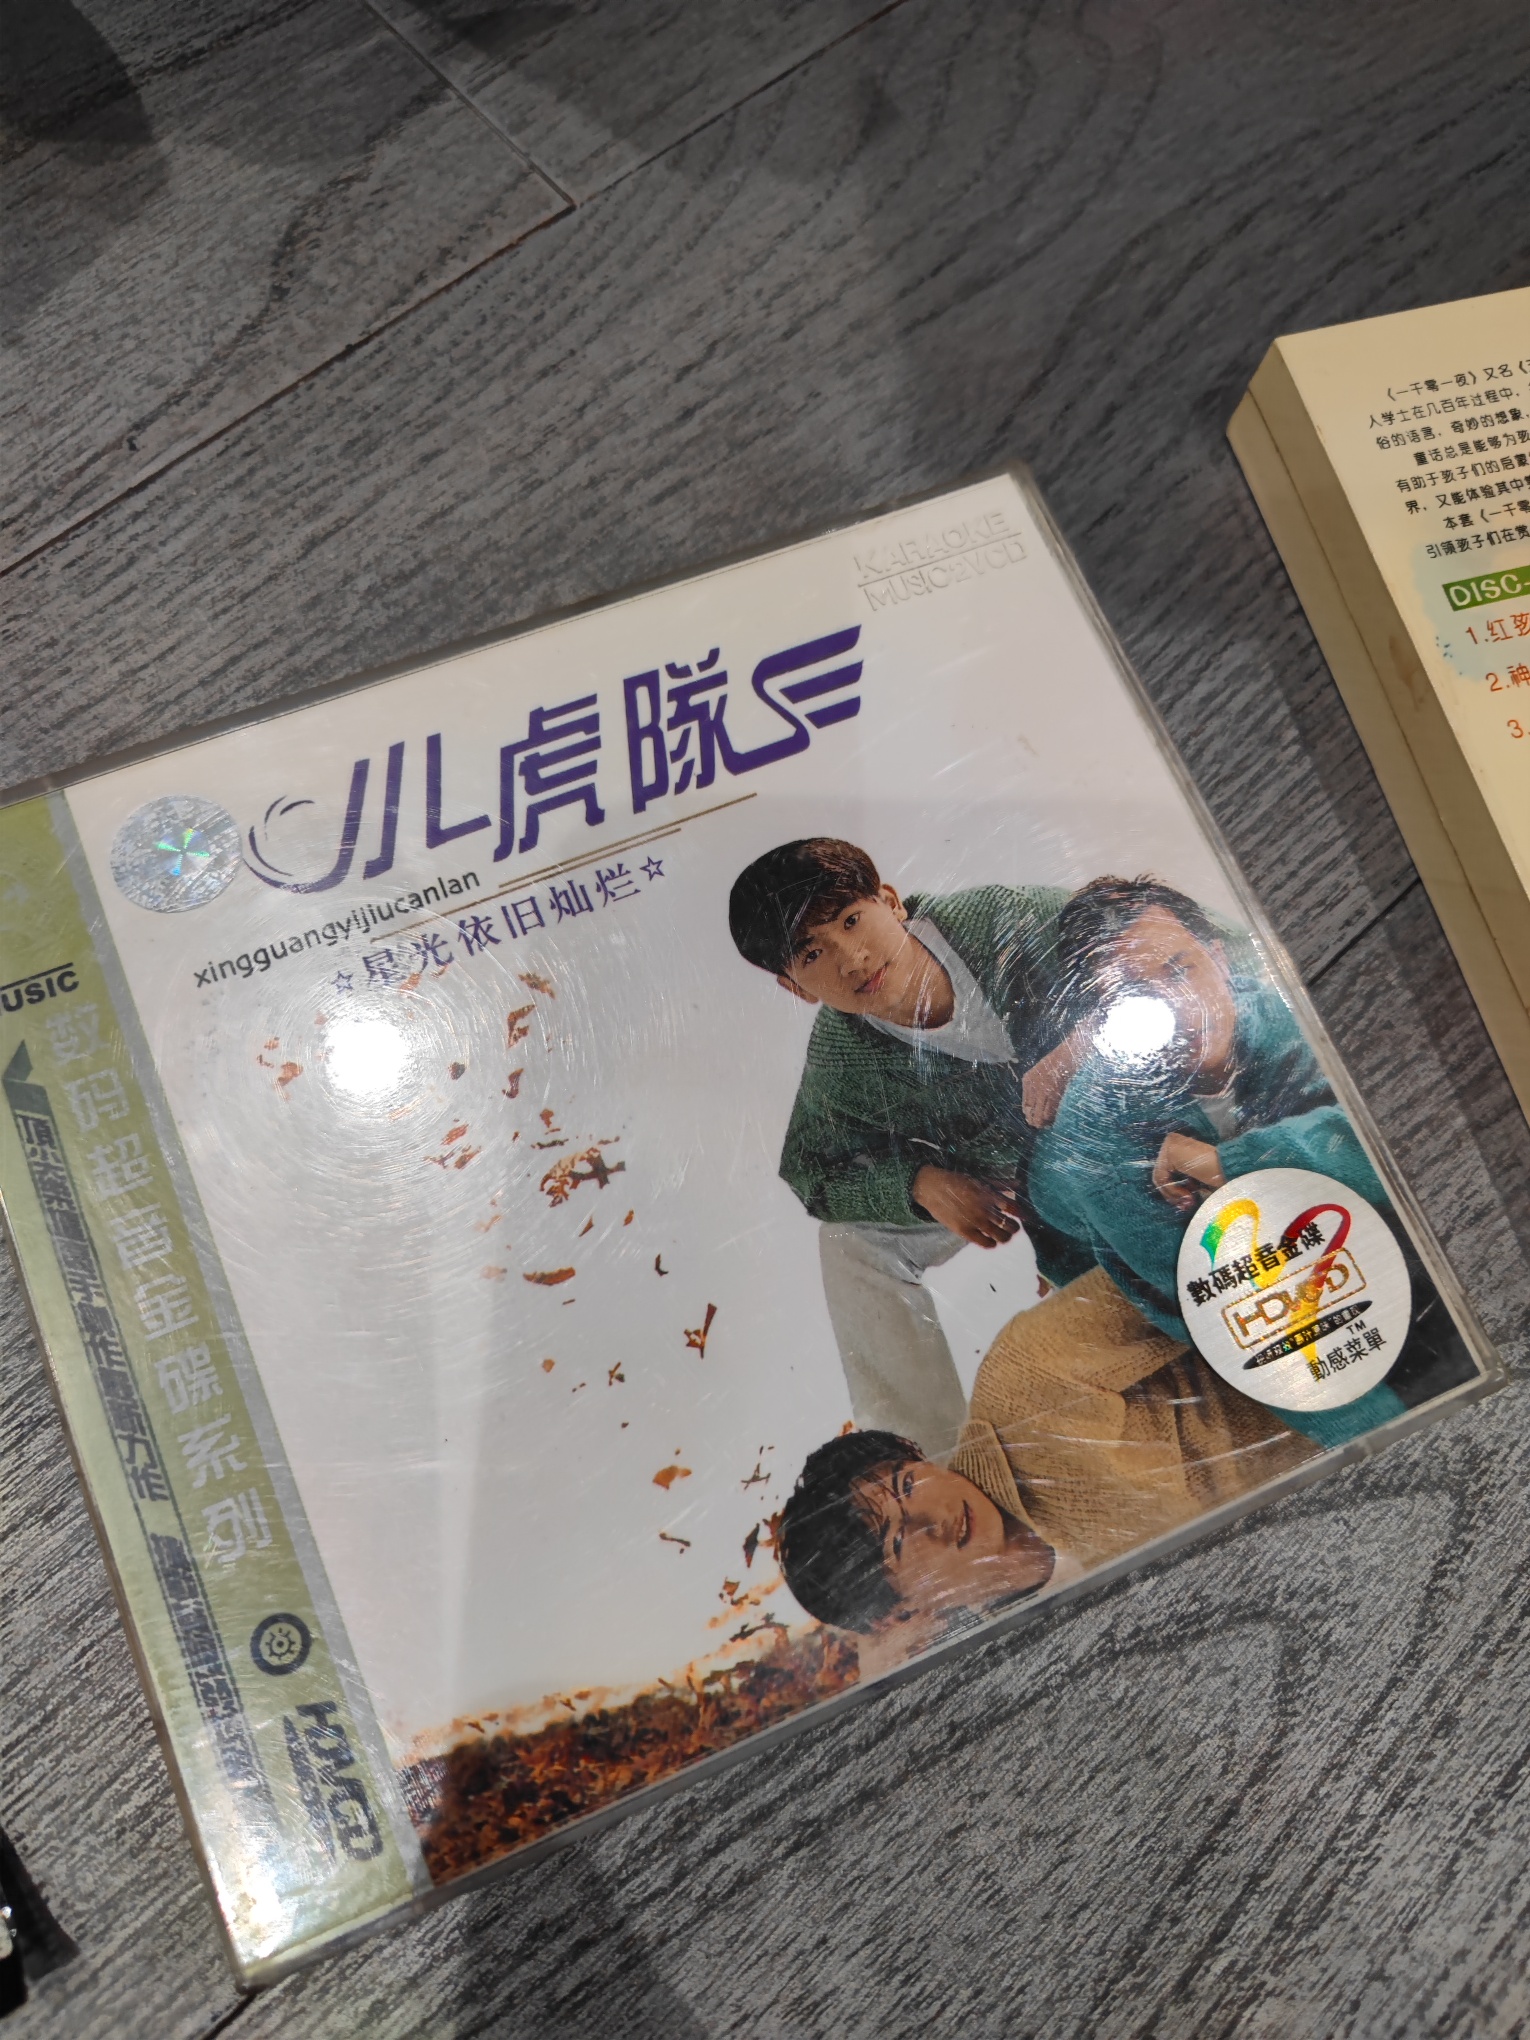 KARAOKE
MUSIC2VCD
小虎隊
xingguangyijiucanlan
☆星光依旧灿烂☆
USIC
数码超音金碟系列
數碼超音金碟
HDVCD
TM
動感菜單
《一千零一夜》又名《
人学士在几百年过程中，
俗的语言，奇妙的想象，
童话总是能够为孩
有助于孩子们的启蒙
界，又能体验其中
本套《一千零
引领孩子们在赏
DISC-
1.红孩
2.神
3.